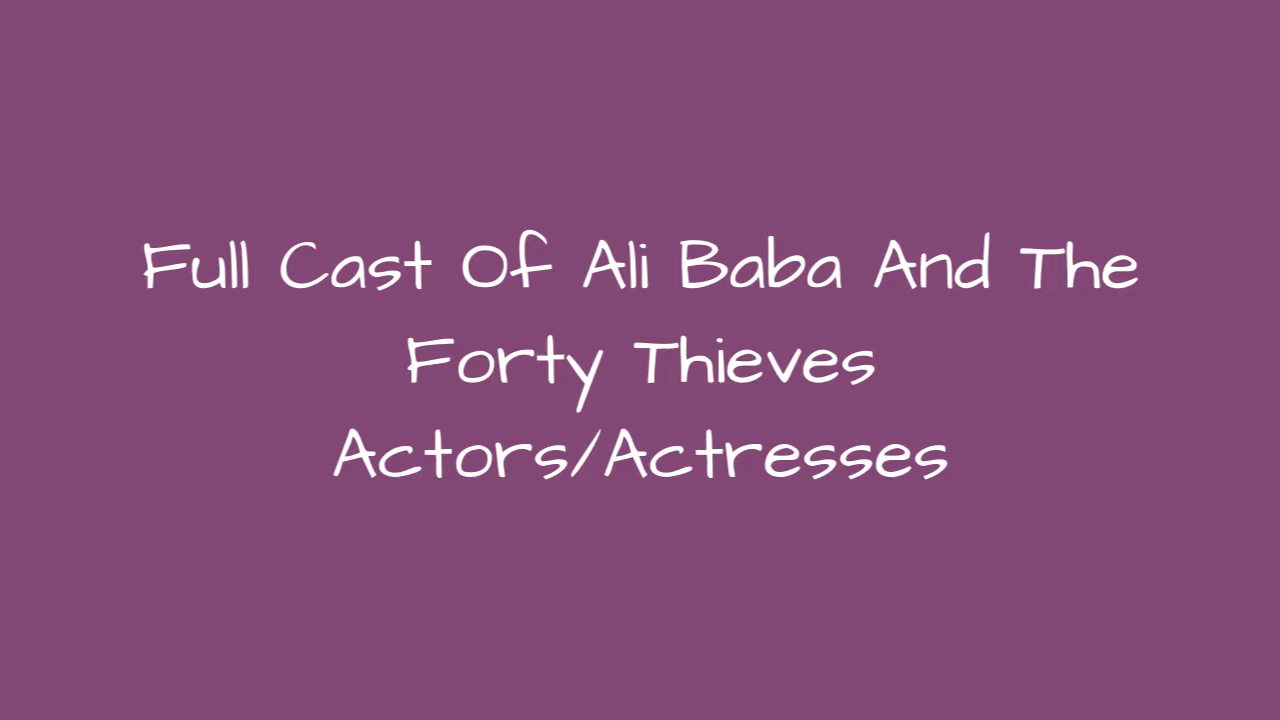 Full Cast Of Ali Baba And The
Forty Thieves
Actors/Actresses